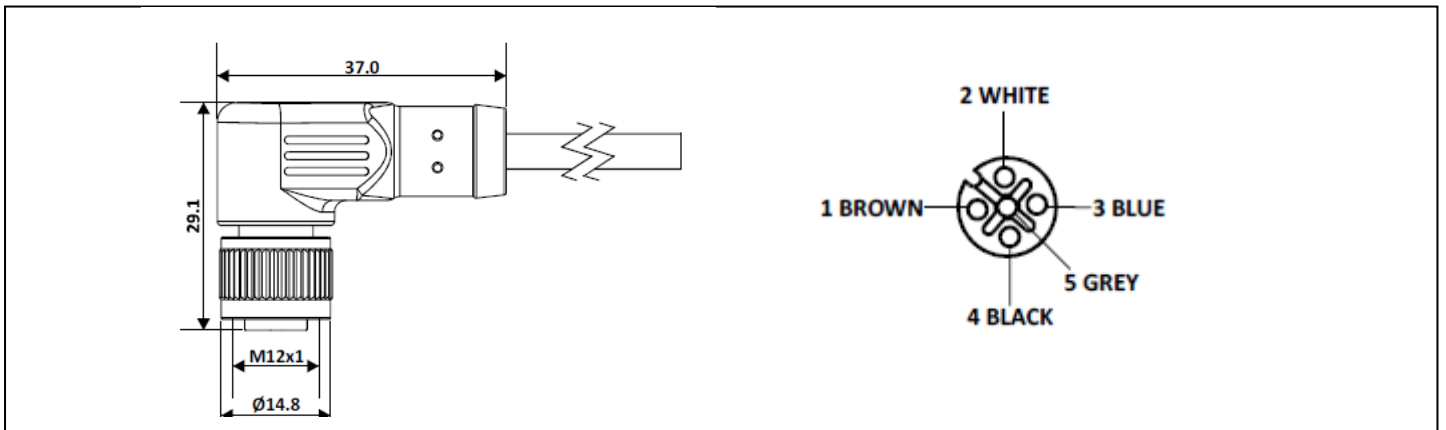 37.0
29.1
M12x1
Ø14.8
2 WHITE
1 BROWN
3 BLUE
5 GREY
4 BLACK